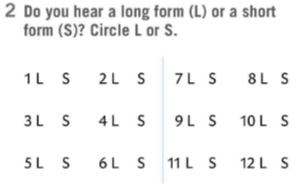 2 Do you hear a long form (L) or a short
form (S)? Circle L or S.
1 L S 2 L S 7 L S 8 L S
3 L S 4 L S 9 L S 10 L S
5 L S 6 L S 11 L S 12 L S